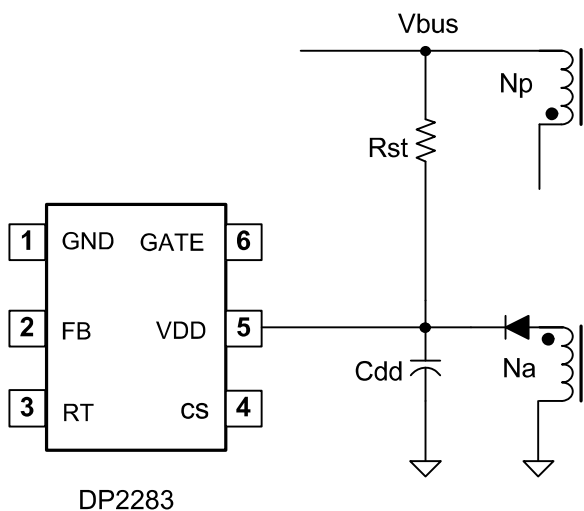 Vbus
Np
Rst
1 GND GATE 6
2 FB VDD 5
Cdd
Na
3 RT CS 4
DP2283